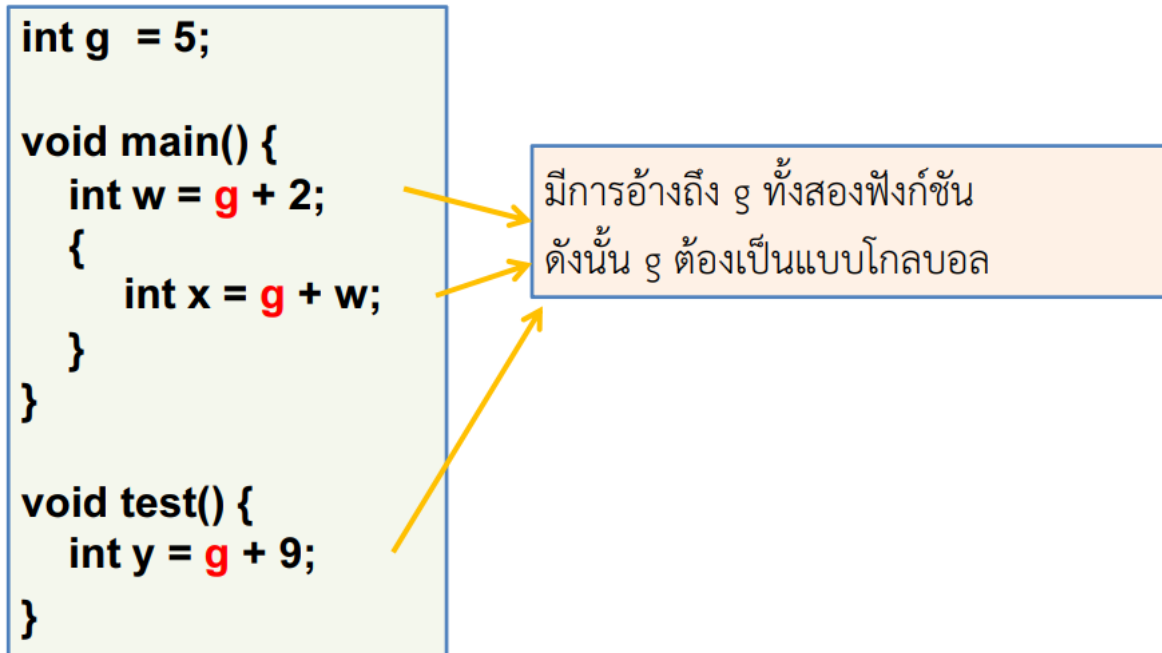 int g  = 5;
void main() {
int w = g + 2;
{
int x = g + w;
}
}
void test() {
int y = g + 9;
}
มีการอ้างถึง g ทั้งสองฟังก์ชัน
ดังนั้น g ต้องเป็นแบบโกลบอล